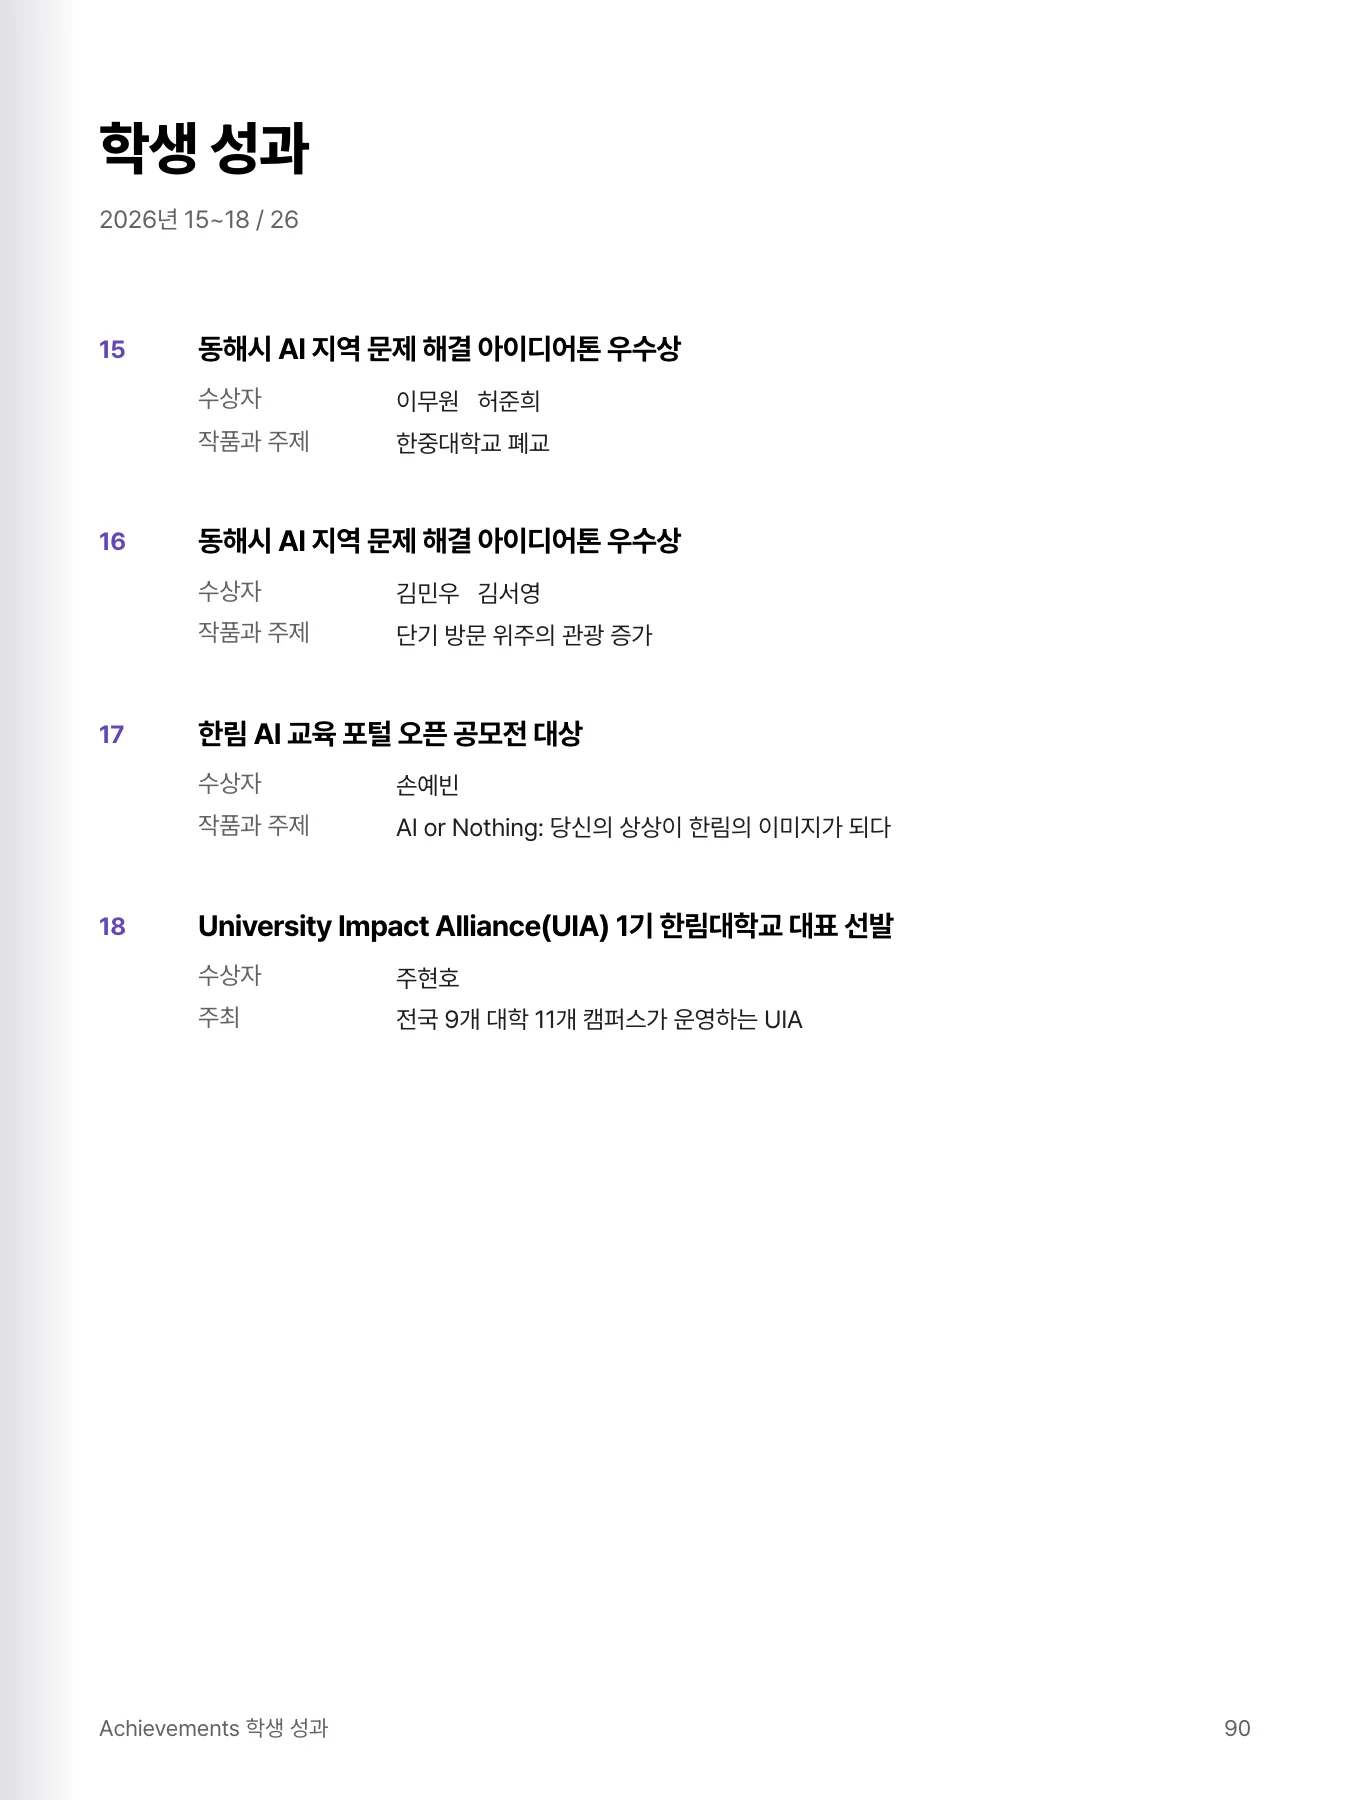 학생 성과
2026년 15~18 / 26
15 동해시 AI 지역 문제 해결 아이디어톤 우수상
수상자 이무원 허준희
작품과 주제 한중대학교 폐교
16 동해시 AI 지역 문제 해결 아이디어톤 우수상
수상자 김민우 김서영
작품과 주제 단기 방문 위주의 관광 증가
17 한림 AI 교육 포털 오픈 공모전 대상
수상자 손예빈
작품과 주제 AI or Nothing: 당신의 상상이 한림의 이미지가 되다
18 University Impact Alliance(UIA) 1기 한림대학교 대표 선발
수상자 주현호
주최 전국 9개 대학 11개 캠퍼스가 운영하는 UIA
Achievements 학생 성과 90